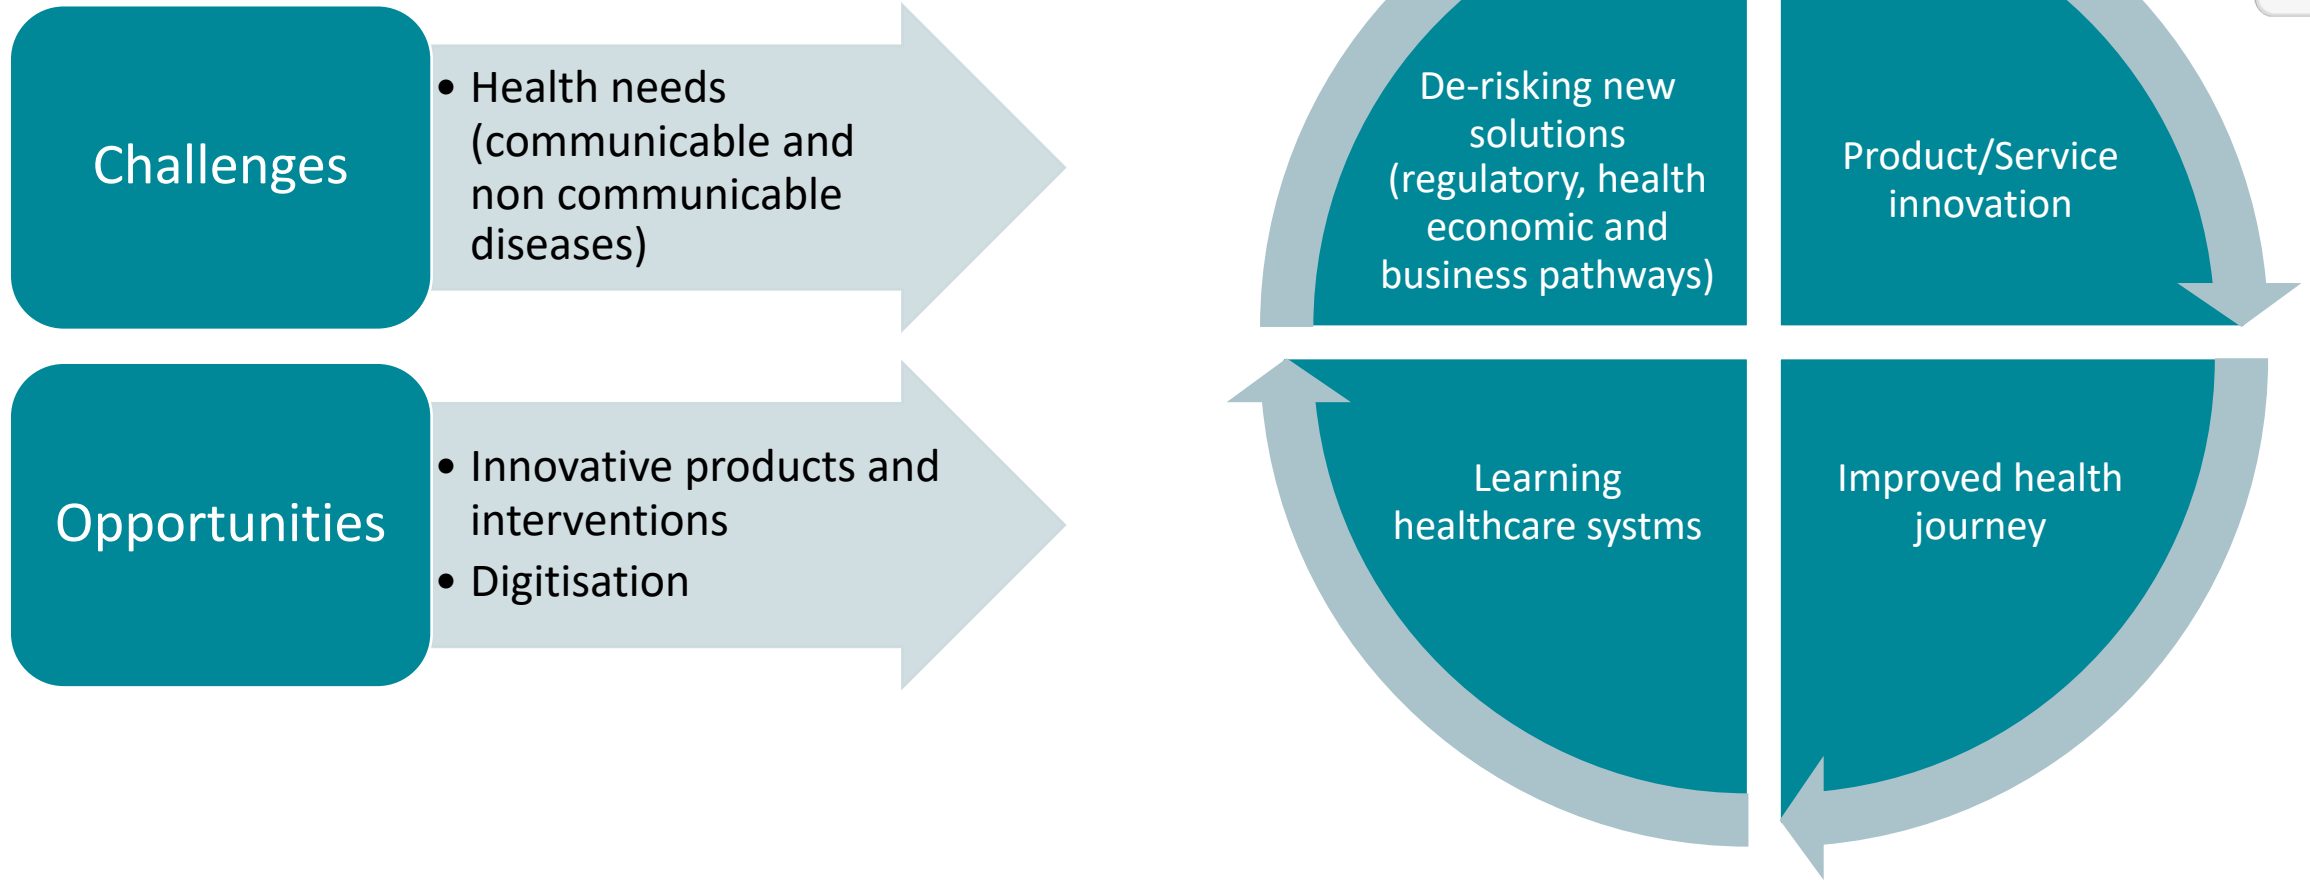 Challenges
• Health needs
(communicable and
non communicable
diseases)
Opportunities
• Innovative products and
interventions
• Digitisation
De-risking new
solutions
(regulatory, health
economic and
business pathways)
Product/Service
innovation
Learning
healthcare systms
Improved health
journey